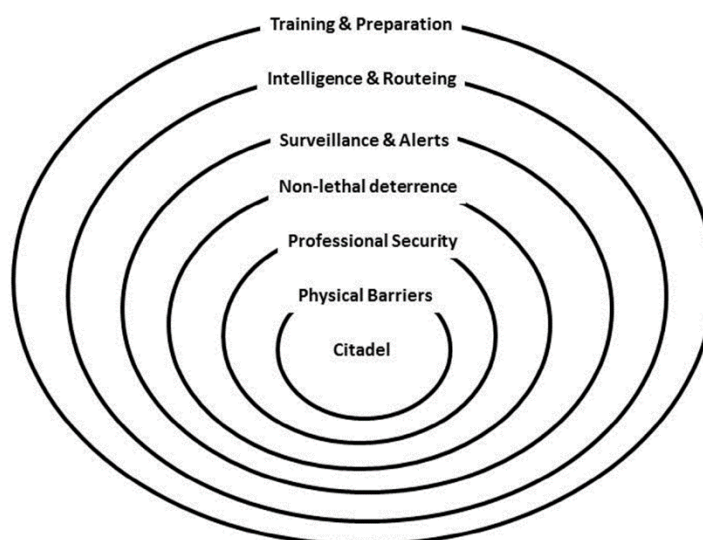 Training & Preparation
Intelligence & Routeing
Surveillance & Alerts
Non-lethal deterrence
Professional Security
Physical Barriers
Citadel